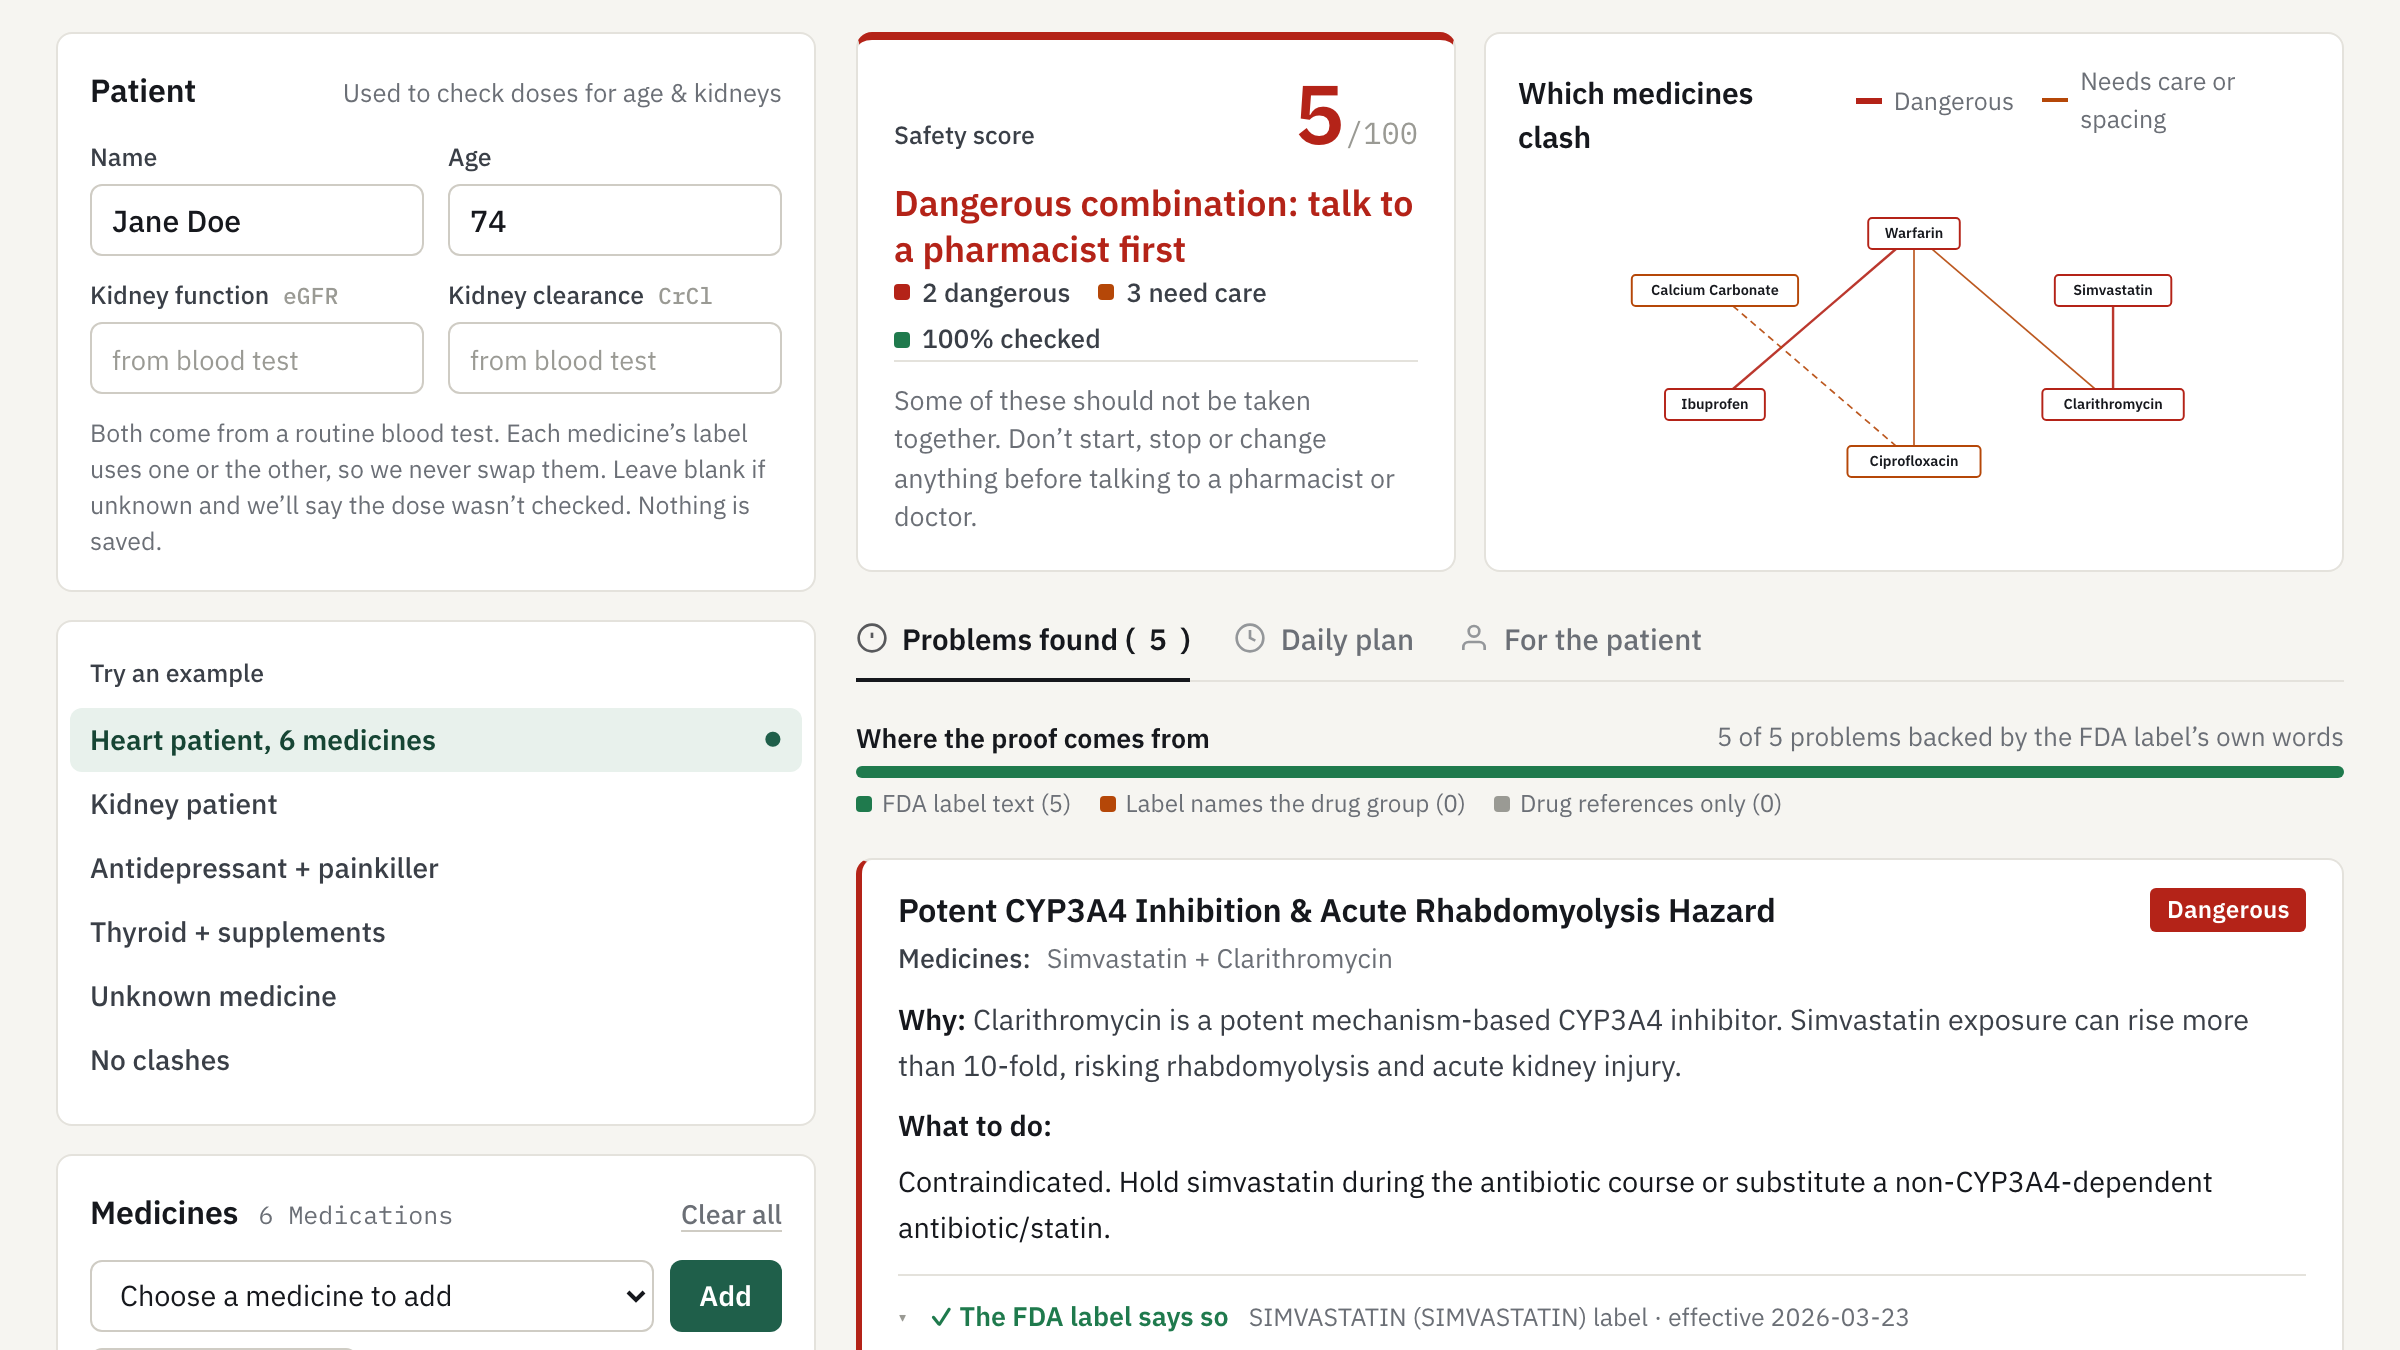 Patient
Used to check doses for age & kidneys
Name
Age
Jane Doe
74
Kidney function eGFR
Kidney clearance CrCl
from blood test
from blood test
Both come from a routine blood test. Each medicine’s label
uses one or the other, so we never swap them. Leave blank if
unknown and we’ll say the dose wasn’t checked. Nothing is
saved.
Try an example
Heart patient, 6 medicines
Kidney patient
Antidepressant + painkiller
Thyroid + supplements
Unknown medicine
No clashes
Medicines 6 Medications
Clear all
Choose a medicine to add
Add
Safety score
5/100
Dangerous combination: talk to
a pharmacist first
2 dangerous
3 need care
100% checked
Some of these should not be taken
together. Don’t start, stop or change
anything before talking to a pharmacist or
doctor.
Which medicines
clash
Dangerous
Needs care or
spacing
Warfarin
Calcium Carbonate
Simvastatin
Ibuprofen
Clarithromycin
Ciprofloxacin
Problems found ( 5 )
Daily plan
For the patient
Where the proof comes from
5 of 5 problems backed by the FDA label’s own words
FDA label text (5)
Label names the drug group (0)
Drug references only (0)
Potent CYP3A4 Inhibition & Acute Rhabdomyolysis Hazard
Dangerous
Medicines: Simvastatin + Clarithromycin
Why: Clarithromycin is a potent mechanism-based CYP3A4 inhibitor. Simvastatin exposure can rise more
than 10-fold, risking rhabdomyolysis and acute kidney injury.
What to do:
Contraindicated. Hold simvastatin during the antibiotic course or substitute a non-CYP3A4-dependent
antibiotic/statin.
▾ ✓ The FDA label says so SIMVASTATIN (SIMVASTATIN) label · effective 2026-03-23